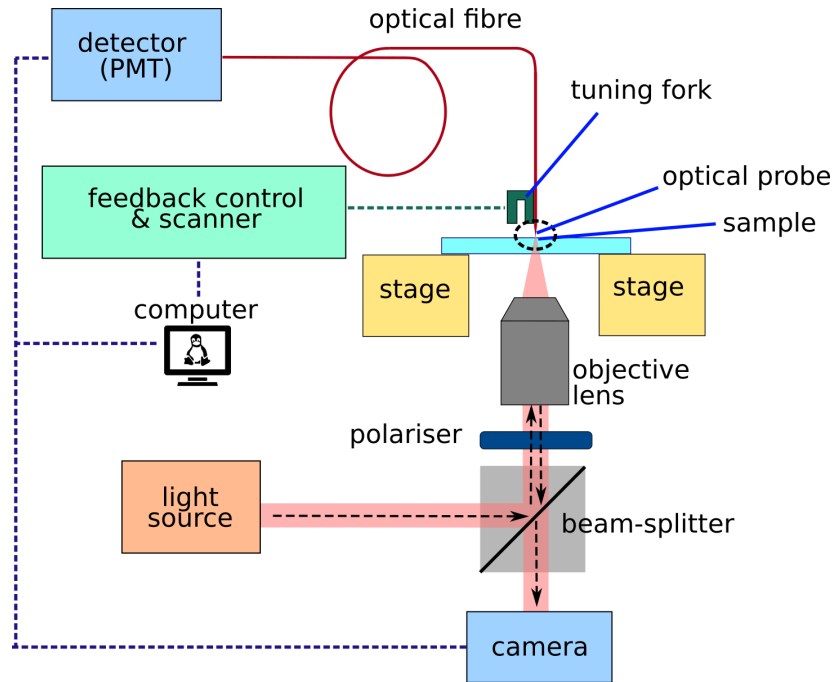 optical fibre
detector
(PMT)
tuning fork
optical probe
feedback control
& scanner
sample
stage
stage
computer
objective
lens
polariser
light
source
beam-splitter
camera